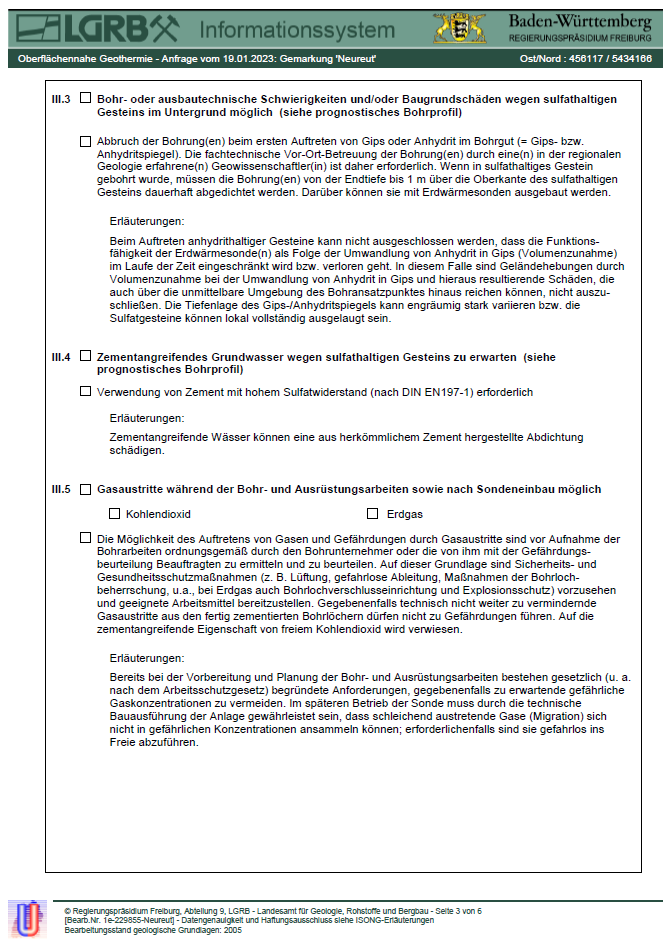 LGRB Informationssystem
Baden-Württemberg
REGIERUNGSPRÄSIDIUM FREIBURG
Oberflächennahe Geothermie - Anfrage vom 19.01.2023: Gemarkung 'Neureut' Ost/Nord : 456117 / 5434166
III.3 Bohr- oder ausbautechnische Schwierigkeiten und/oder Baugrundschäden wegen sulfathaltigen
Gesteins im Untergrund möglich (siehe prognostisches Bohrprofil)
Abbruch der Bohrung(en) beim ersten Auftreten von Gips oder Anhydrit im Bohrgut (= Gips- bzw.
Anhydritspiegel). Die fachtechnische Vor-Ort-Betreuung der Bohrung(en) durch eine(n) in der regionalen
Geologie erfahrene(n) Geowissenschaftler(in) ist daher erforderlich. Wenn in sulfathaltiges Gestein
gebohrt wurde, müssen die Bohrung(en) von der Endtiefe bis 1 m über die Oberkante des sulfathaltigen
Gesteins dauerhaft abgedichtet werden. Darüber können sie mit Erdwärmesonden ausgebaut werden.
Erläuterungen:
Beim Auftreten anhydrithaltiger Gesteine kann nicht ausgeschlossen werden, dass die Funktions-
fähigkeit der Erdwärmesonde(n) als Folge der Umwandlung von Anhydrit in Gips (Volumenzunahme)
im Laufe der Zeit eingeschränkt wird bzw. verloren geht. In diesem Falle sind Geländehebungen durch
Volumenzunahme bei der Umwandlung von Anhydrit in Gips und hieraus resultierende Schäden, die
auch über die unmittelbare Umgebung des Bohransatzpunktes hinaus reichen können, nicht auszu-
schließen. Die Tiefenlage des Gips-/Anhydritspiegels kann engräumig stark variieren bzw. die
Sulfatgesteine können lokal vollständig ausgelaugt sein.
III.4 Zementangreifendes Grundwasser wegen sulfathaltigen Gesteins zu erwarten (siehe
prognostisches Bohrprofil)
Verwendung von Zement mit hohem Sulfatwiderstand (nach DIN EN197-1) erforderlich
Erläuterungen:
Zementangreifende Wässer können eine aus herkömmlichem Zement hergestellte Abdichtung
schädigen.
III.5 Gasaustritte während der Bohr- und Ausrüstungsarbeiten sowie nach Sondeneinbau möglich
Kohlendioxid Erdgas
Die Möglichkeit des Auftretens von Gasen und Gefährdungen durch Gasaustritte sind vor Aufnahme der
Bohrarbeiten ordnungsgemäß durch den Bohrunternehmer oder die von ihm mit der Gefährdungs-
beurteilung Beauftragten zu ermitteln und zu beurteilen. Auf dieser Grundlage sind Sicherheits- und
Gesundheitsschutzmaßnahmen (z. B. Lüftung, gefahrlose Ableitung, Maßnahmen der Bohrloch-
beherrschung, u.a., bei Erdgas auch Bohrlochverschlusseinrichtung und Explosionsschutz) vorzusehen
und geeignete Arbeitsmittel bereitzustellen. Gegebenenfalls technisch nicht weiter zu vermindernde
Gasaustritte aus den fertig zementierten Bohrlöchern dürfen nicht zu Gefährdungen führen. Auf die
zementangreifende Eigenschaft von freiem Kohlendioxid wird verwiesen.
Erläuterungen:
Bereits bei der Vorbereitung und Planung der Bohr- und Ausrüstungsarbeiten bestehen gesetzlich (u. a.
nach dem Arbeitsschutzgesetz) begründete Anforderungen, gegebenenfalls zu erwartende gefährliche
Gaskonzentrationen zu vermeiden. Im späteren Betrieb der Sonde muss durch die technische
Bauausführung der Anlage gewährleistet sein, dass schleichend austretende Gase (Migration) sich
nicht in gefährlichen Konzentrationen ansammeln können; erforderlichenfalls sind sie gefahrlos ins
Freie abzuführen.
© Regierungspräsidium Freiburg, Abteilung 9, LGRB - Landesamt für Geologie, Rohstoffe und Bergbau - Seite 3 von 6
[Bearb.Nr. 1e-229855-Neureut] - Datengenauigkeit und Haftungsausschluss siehe ISONG-Erläuterungen
Bearbeitungsstand geologische Grundlagen: 2005